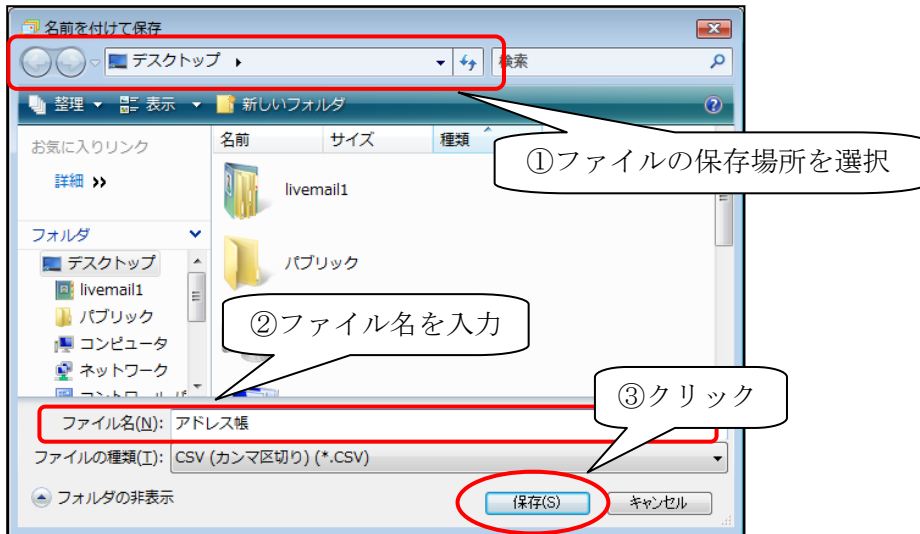 名前を付けて保存
デスクトップ
検索
整理 表示 新しいフォルダ
お気に入りリンク
詳細 »
名前 サイズ 種類
①ファイルの保存場所を選択
livemail1
フォルダ
デスクトップ
livemail1
パブリック
コンピュータ
ネットワーク
パブリック
②ファイル名を入力
③クリック
ファイル名(N): アドレス帳
ファイルの種類(T): CSV (カンマ区切り) (*.CSV)
フォルダの非表示
保存(S) キャンセル